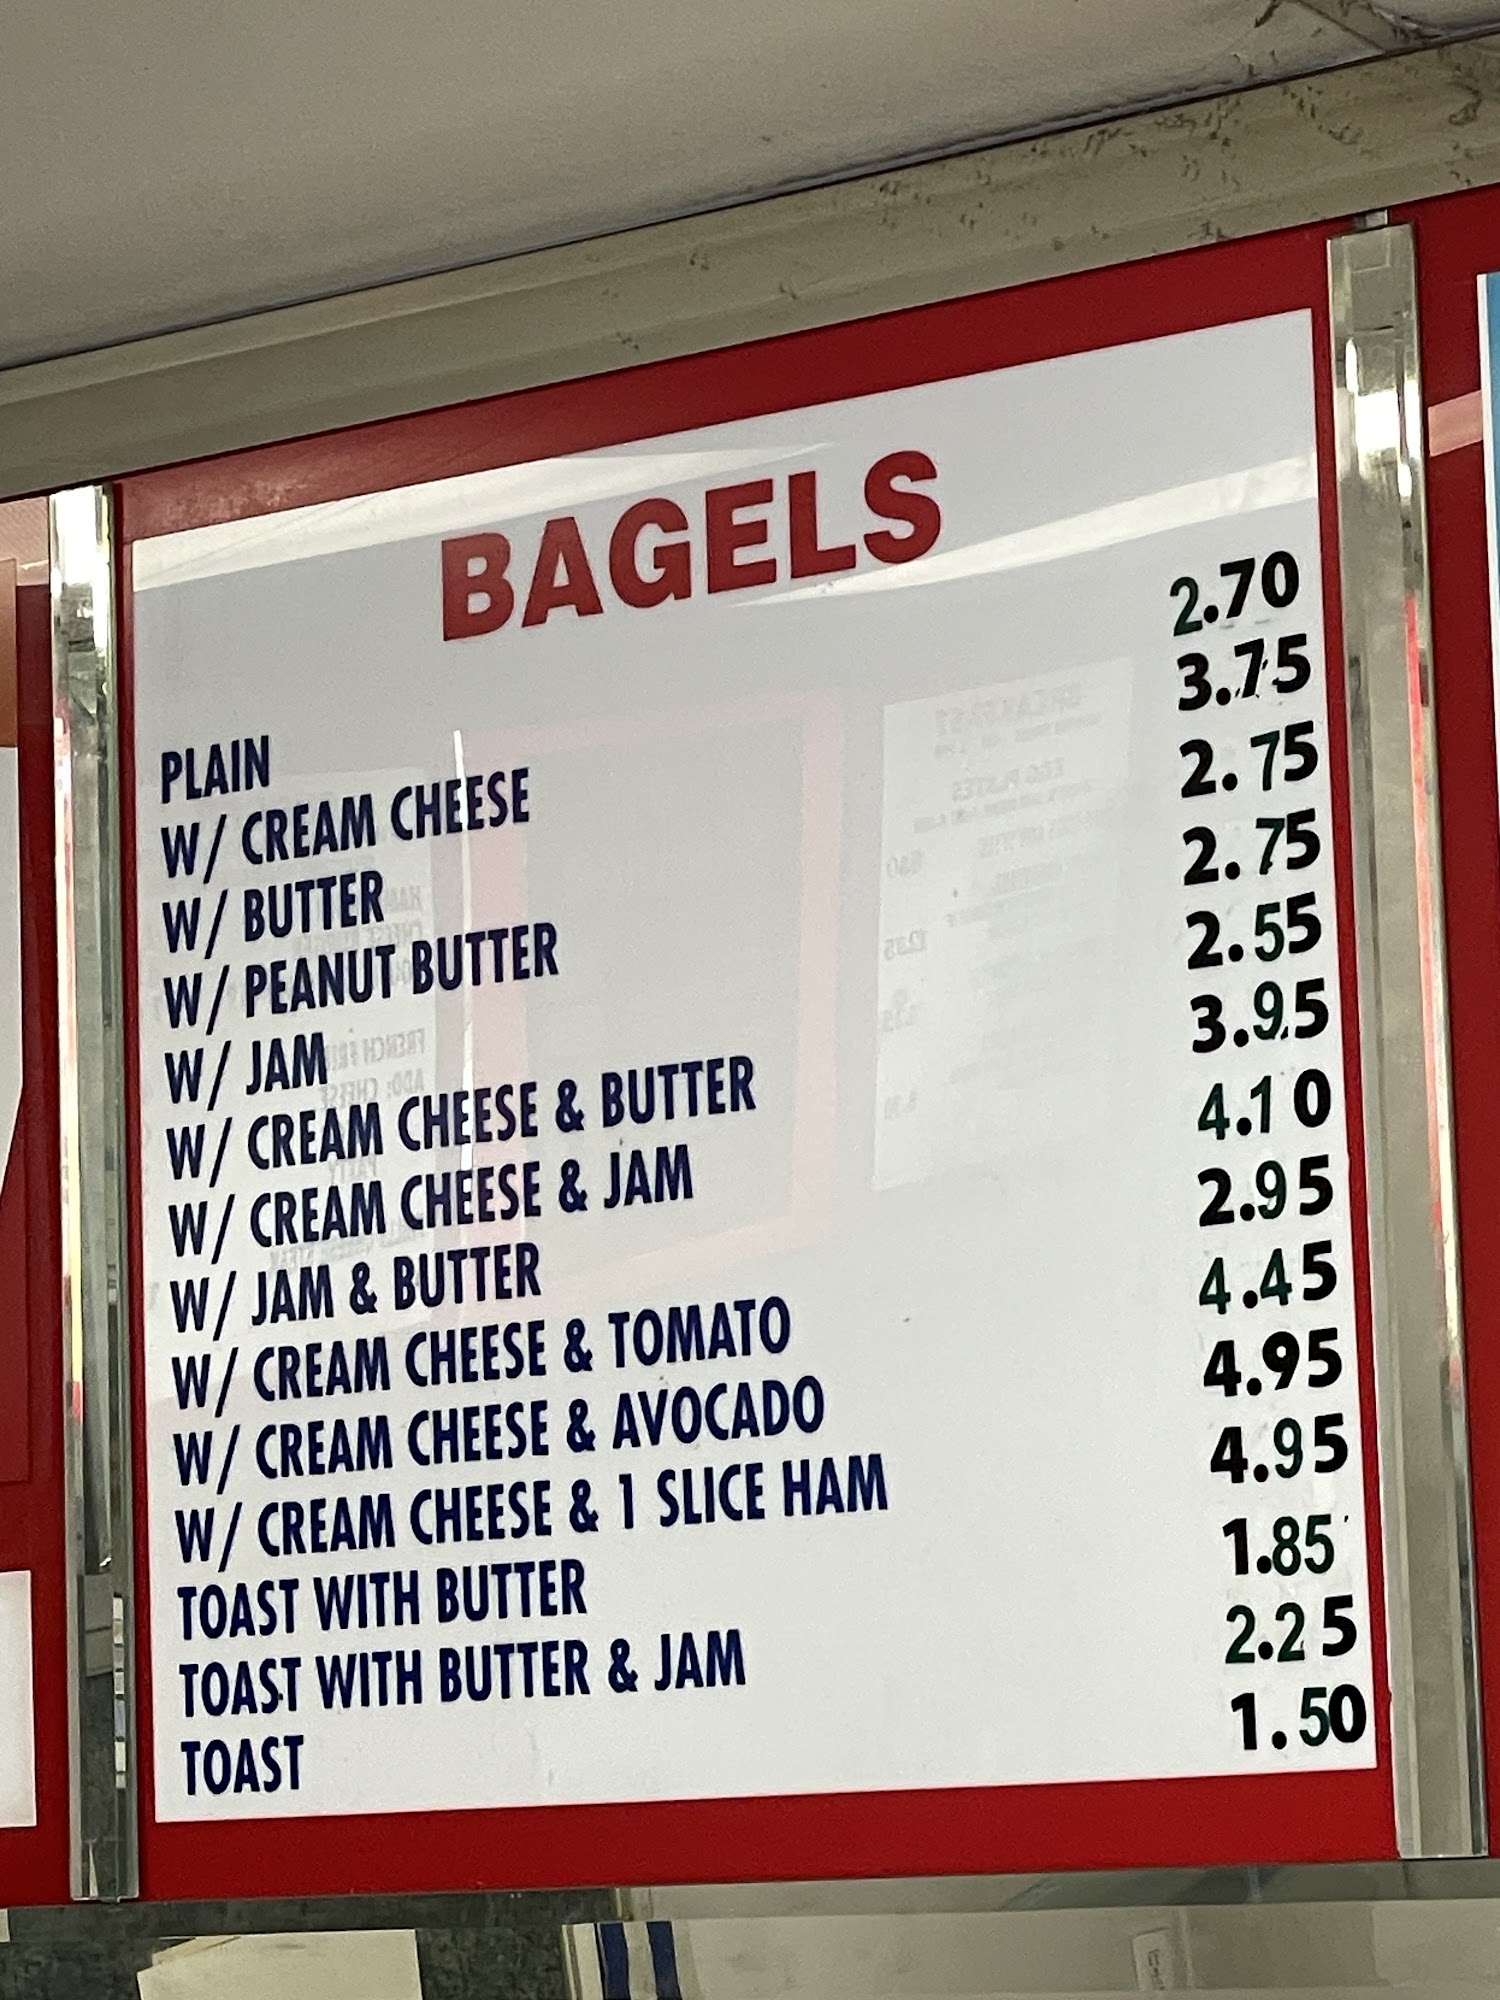 BAGELS
PLAIN 2.70
W/ CREAM CHEESE 3.75
W/ BUTTER 2.75
W/ PEANUT BUTTER 2.75
W/ JAM 2.55
W/ CREAM CHEESE & BUTTER 3.95
W/ CREAM CHEESE & JAM 4.10
W/ JAM & BUTTER 2.95
W/ CREAM CHEESE & TOMATO 4.45
W/ CREAM CHEESE & AVOCADO 4.95
W/ CREAM CHEESE & 1 SLICE HAM 4.95
TOAST WITH BUTTER 1.85
TOAST WITH BUTTER & JAM 2.25
TOAST 1.50